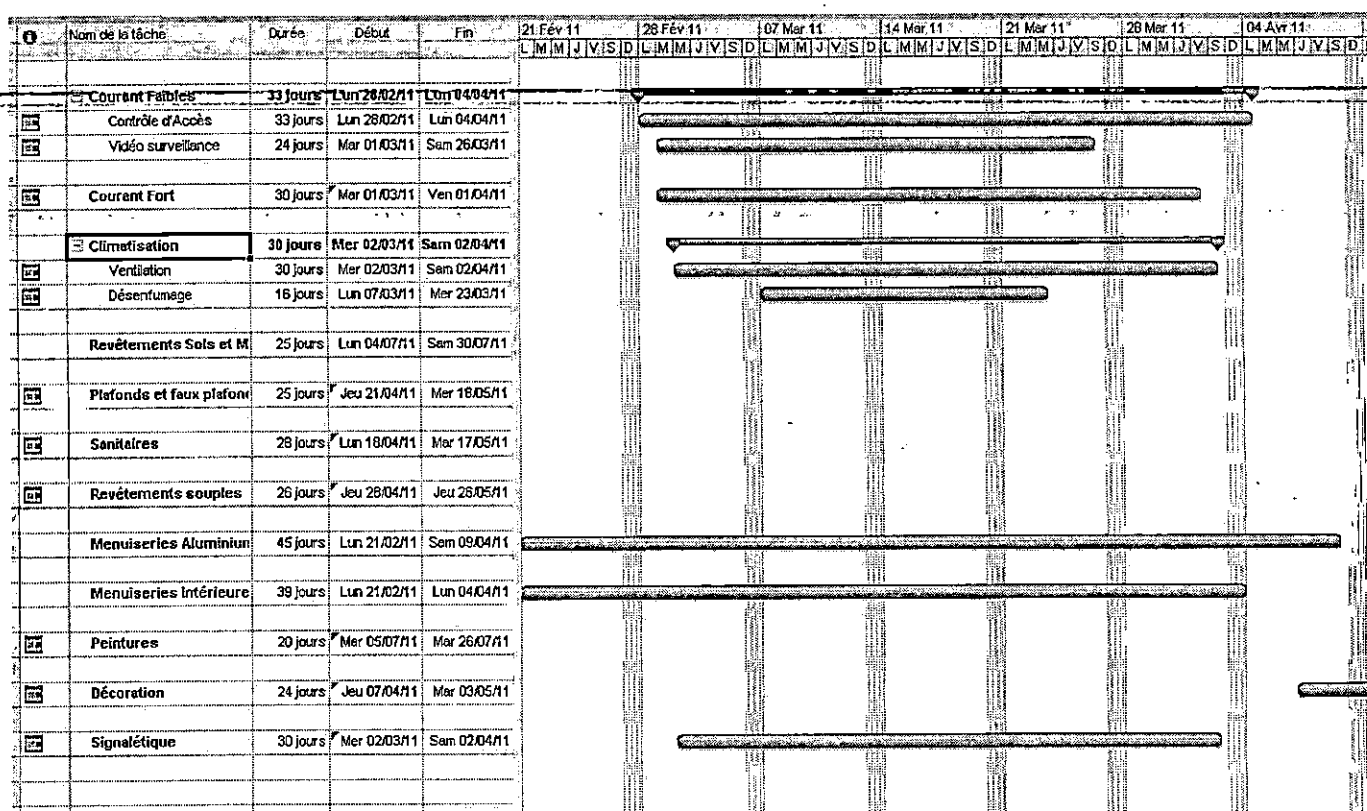 Nom de la tâche Durée Début Fin 21 Fév 11 28 Fév 11 07 Mar 11 14 Mar 11 21 Mar 11 28 Mar 11 04 Avr 11
L M M J V S D L M M J V S D L M M J V S D L M M J V S D L M M J V S D L M M J V S D L M M J V S D
Courant Faibles 33 jours Lun 28/02/11 Lun 04/04/11
Contrôle d'Accès 33 jours Lun 28/02/11 Lun 04/04/11
Vidéo surveillance 24 jours Mar 01/03/11 Sam 26/03/11
Courant Fort 30 jours Mar 01/03/11 Ven 01/04/11
Climatisation 30 jours Mer 02/03/11 Sam 02/04/11
Ventilation 30 jours Mer 02/03/11 Sam 02/04/11
Désenfumage 16 jours Lun 07/03/11 Mer 23/03/11
Revêtements Sols et M 25 jours Lun 04/07/11 Sam 30/07/11
Plafonds et faux plafond 25 jours Jeu 21/04/11 Mer 18/05/11
Sanitaires 28 jours Lun 18/04/11 Mar 17/05/11
Revêtements souples 26 jours Jeu 28/04/11 Jeu 26/05/11
Menuiseries Aluminiun 45 jours Lun 21/02/11 Sam 09/04/11
Menuiseries Intérieure 39 jours Lun 21/02/11 Lun 04/04/11
Peintures 20 jours Mar 05/07/11 Mar 26/07/11
Décoration 24 jours Jeu 07/04/11 Mar 03/05/11
Signalétique 30 jours Mer 02/03/11 Sam 02/04/11